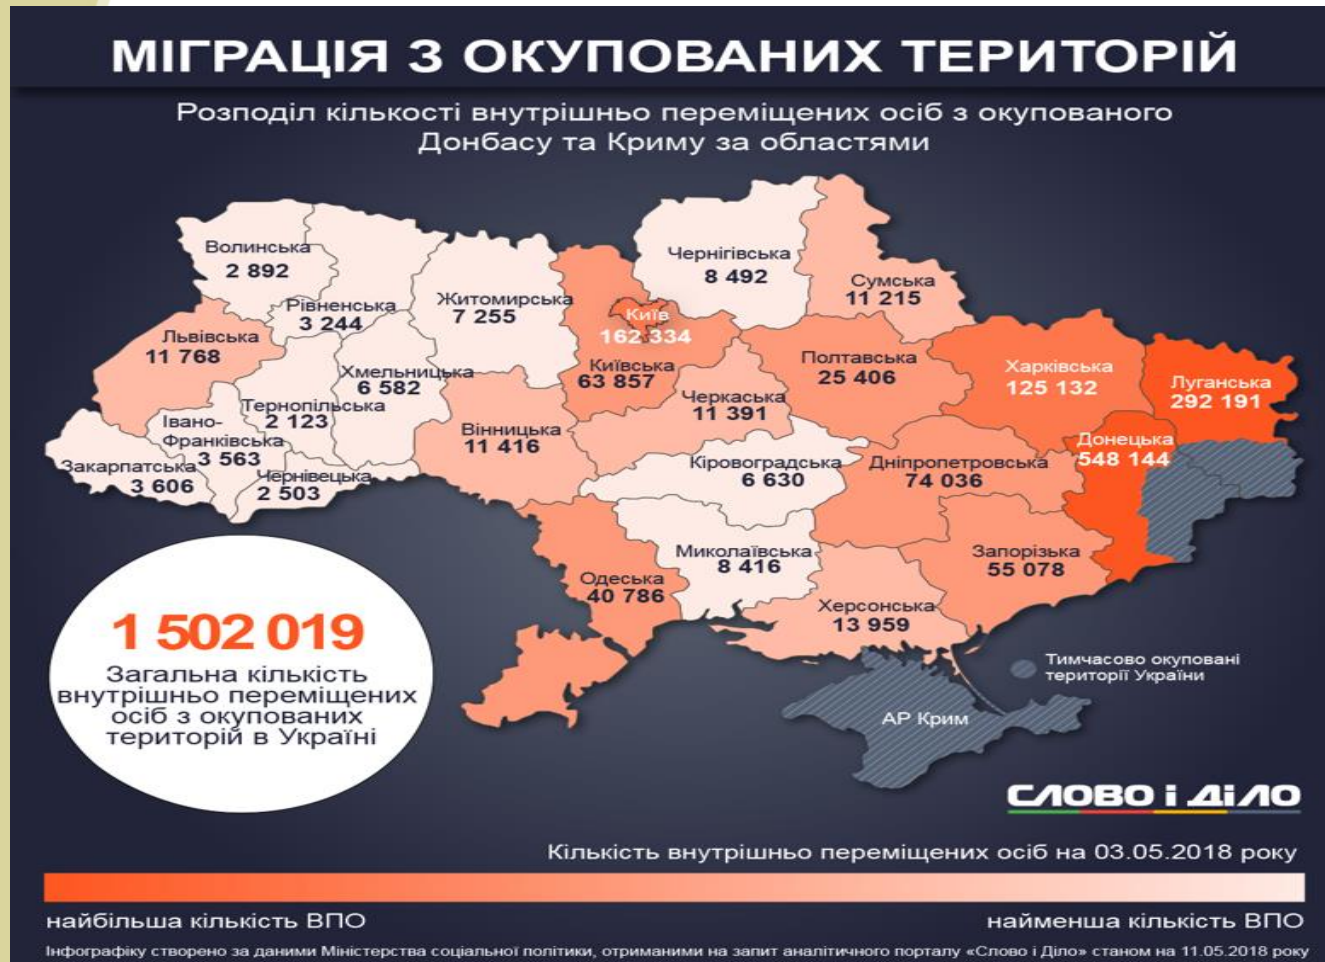 МІГРАЦІЯ З ОКУПОВАНИХ ТЕРИТОРІЙ
Розподіл кількості внутрішньо переміщених осіб з окупованого
Донбасу та Криму за областями
Волинська
2 892
Рівненська
3 244
Житомирська
7 255
Київ
162 334
Київська
63 857
Чернігівська
8 492
Сумська
11 215
Львівська
11 768
Хмельницька
6 582
Тернопільська
2 123
Івано-
Франківська
3 563
Закарпатська
3 606
Чернівецька
2 503
Вінницька
11 416
Черкаська
11 391
Полтавська
25 406
Харківська
125 132
Луганська
292 191
Донецька
548 144
Кіровоградська
6 630
Дніпропетровська
74 036
Миколаївська
8 416
Одеська
40 786
Запорізька
55 078
Херсонська
13 959
АР Крим
Тимчасово окуповані
території України
1 502 019
Загальна кількість
внутрішньо переміщених
осіб з окупованих
територій в Україні
СЛОВО і ДІЛО
Кількість внутрішньо переміщених осіб на 03.05.2018 року
найбільша кількість ВПО
найменша кількість ВПО
Інфографіку створено за даними Міністерства соціальної політики, отриманими на запит аналітичного порталу «Слово і Діло» станом на 11.05.2018 року